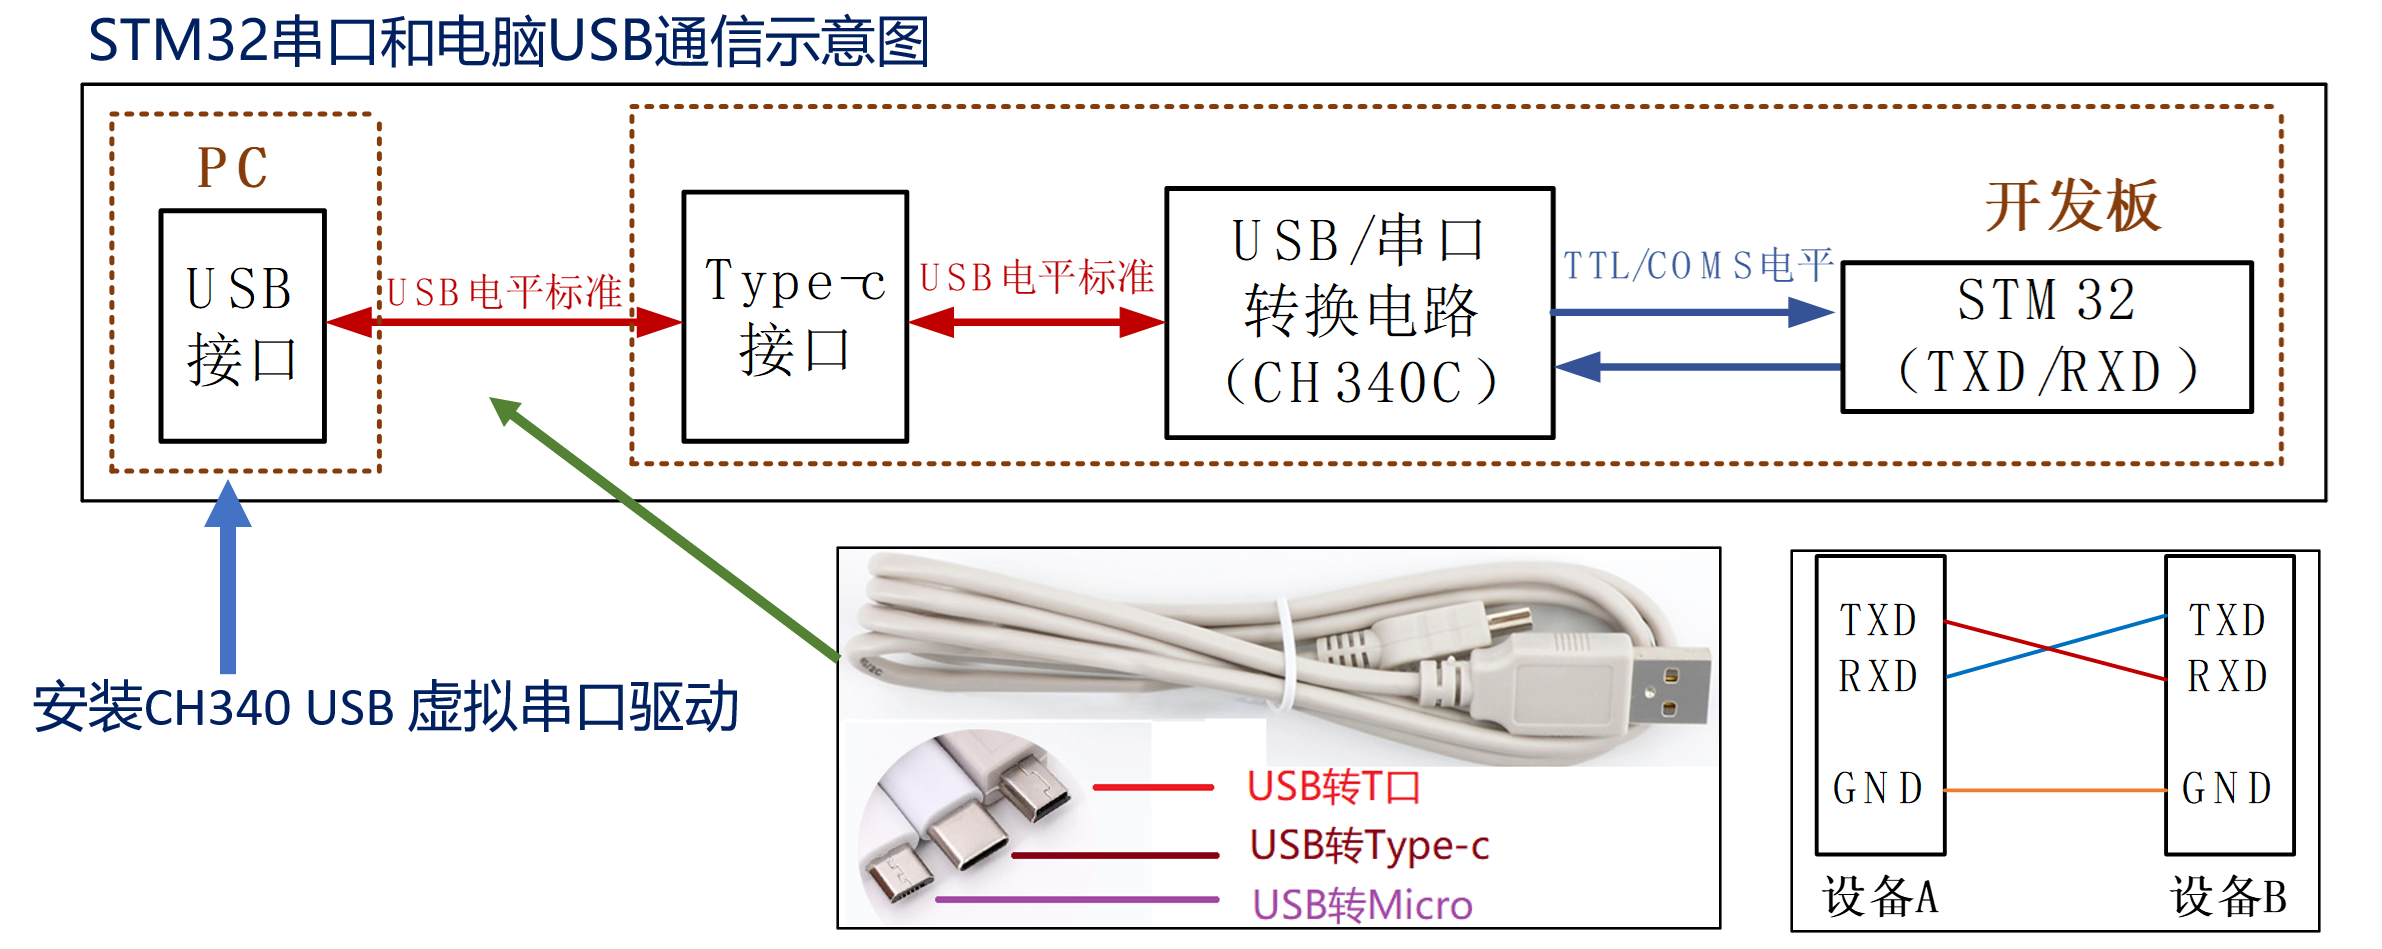 STM32串口和电脑USB通信示意图
PC
USB
接口
USB电平标准
Type-c
接口
USB电平标准
USB/串口
转换电路
(CH340C)
TTL/COMS电平
开发板
STM32
(TXD/RXD)
安装CH340 USB 虚拟串口驱动
USB转T口
USB转Type-c
USB转Micro
TXD
RXD
GND
设备A
TXD
RXD
GND
设备B